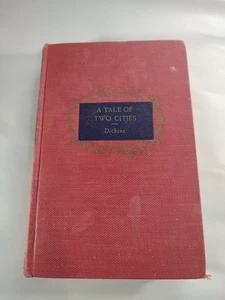 A TALE OF
TWO CITIES
Dickens